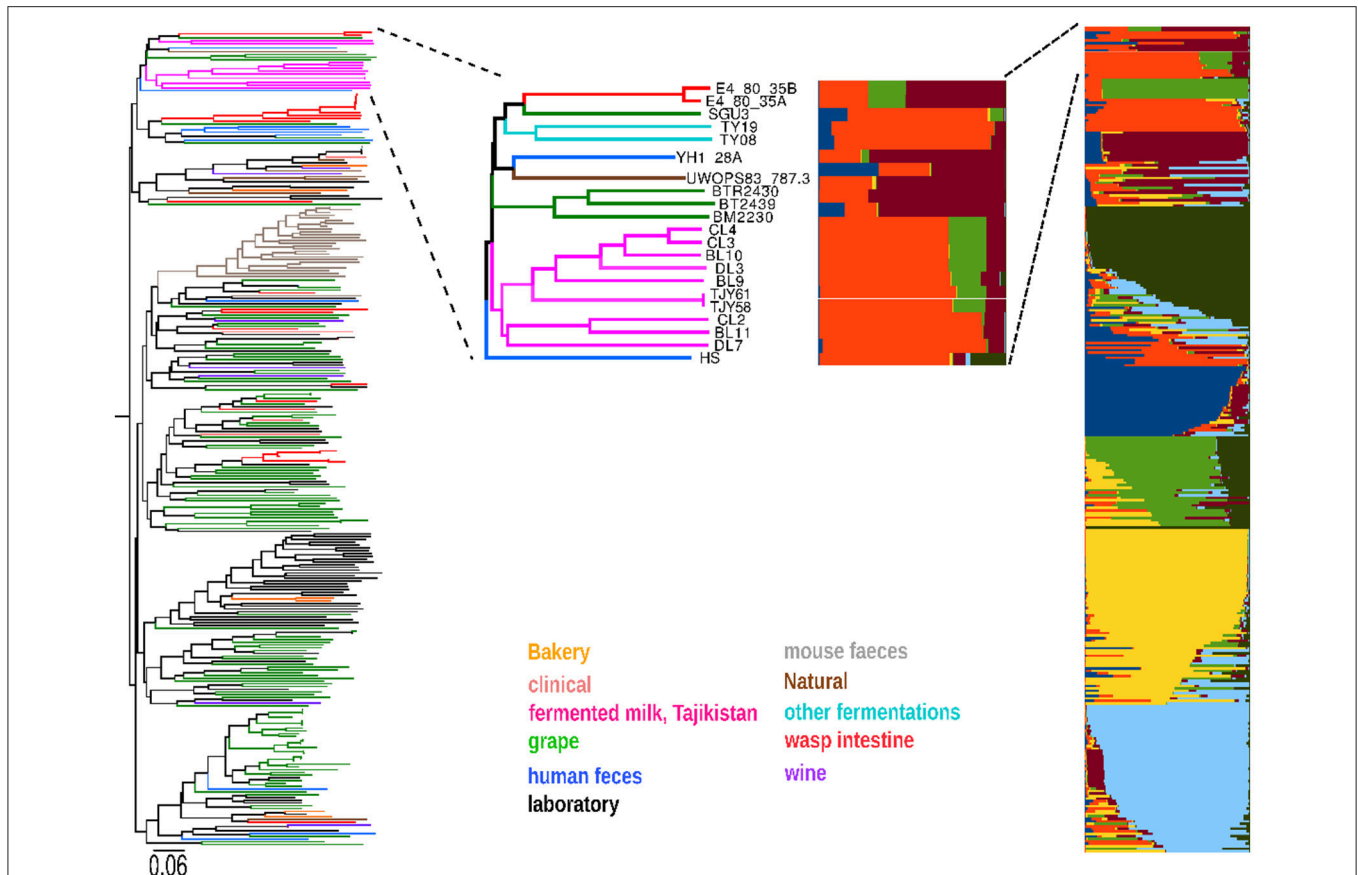 E4_80_35B
E4_80_35A
SGU3
TY19
TY08
YH1_28A
UWOPS83_787.3
BTR2430
BT2439
BM2230
CL4
CL3
BL10
DL3
BL9
TJY61
TJY58
CL2
BL11
DL7
HS
Bakery
clinical
fermented milk, Tajikistan
grape
human feces
laboratory
mouse faeces
Natural
other fermentations
wasp intestine
wine
0.06